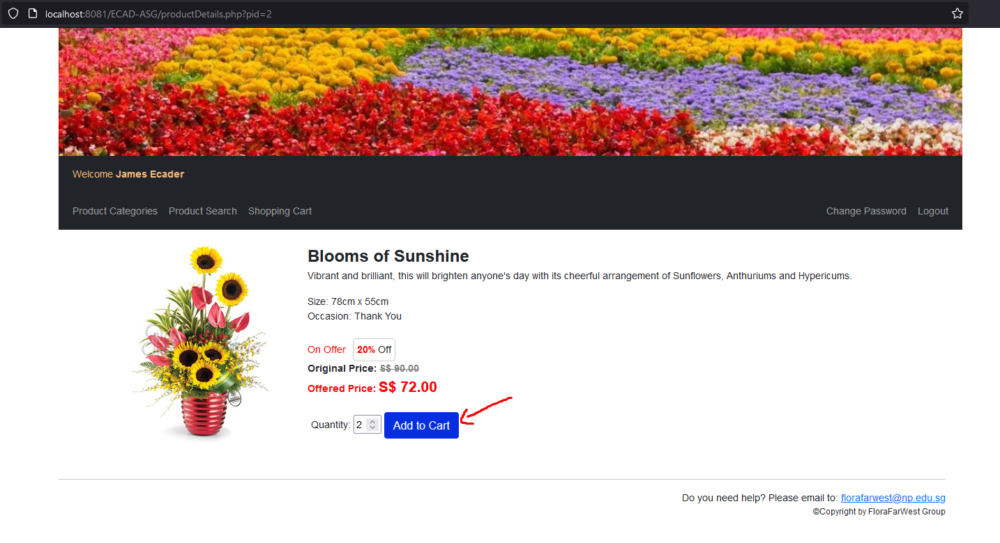 localhost:8081/ECAD-ASG/productDetails.php?pid=2
Welcome James Ecader
Product Categories Product Search Shopping Cart Change Password Logout
Blooms of Sunshine
Vibrant and brilliant, this will brighten anyone's day with its cheerful arrangement of Sunflowers, Anthuriums and Hypericums.
Size: 78cm x 55cm
Occasion: Thank You
On Offer 20% Off
Original Price: S$ 90.00
Offered Price: S$ 72.00
Quantity: 2 Add to Cart
Do you need help? Please email to: florafarwest@np.edu.sg
©Copyright by FloraFarWest Group